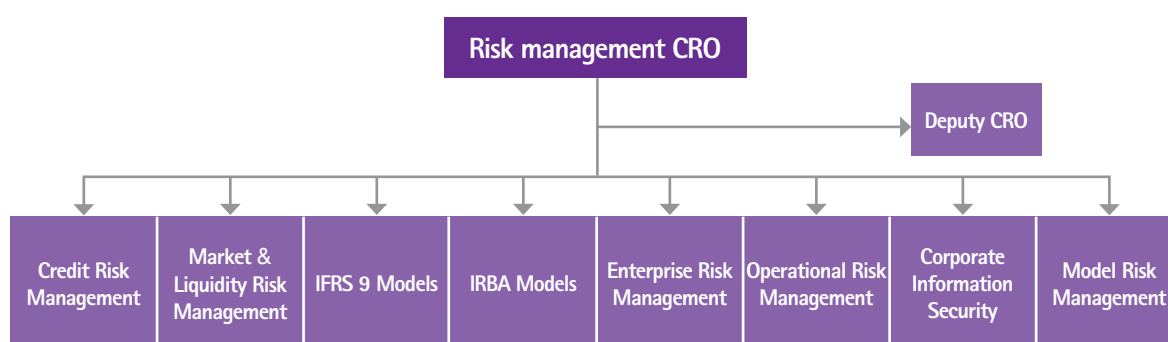 Risk management CRO
Deputy CRO
Credit Risk
Management
Market &
Liquidity Risk
Management
IFRS 9 Models
IRBA Models
Enterprise Risk
Management
Operational Risk
Management
Corporate
Information
Security
Model Risk
Management